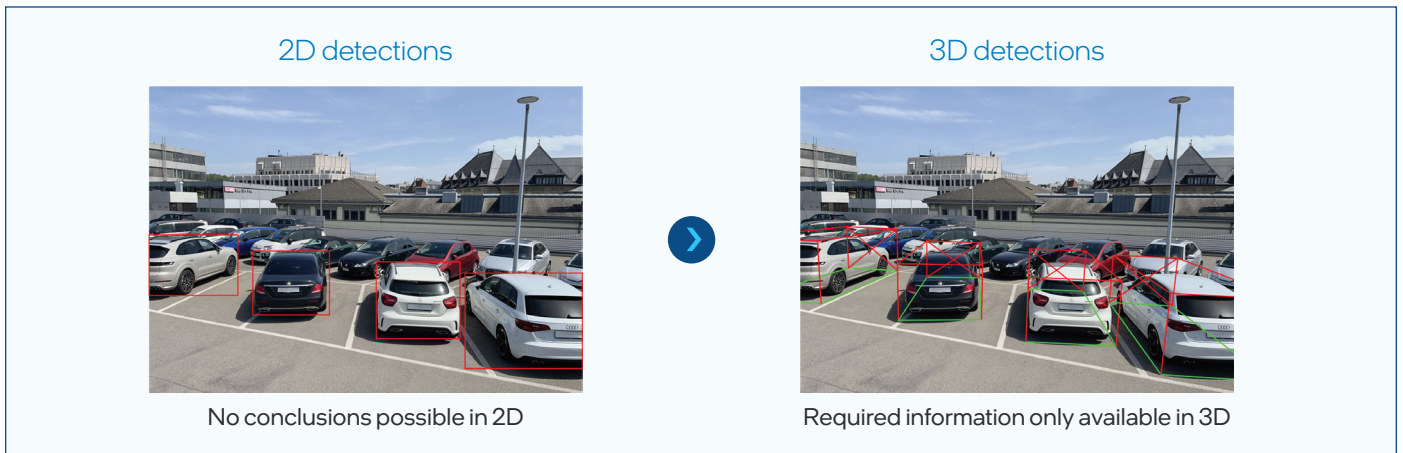 2D detections
3D detections
No conclusions possible in 2D
Required information only available in 3D